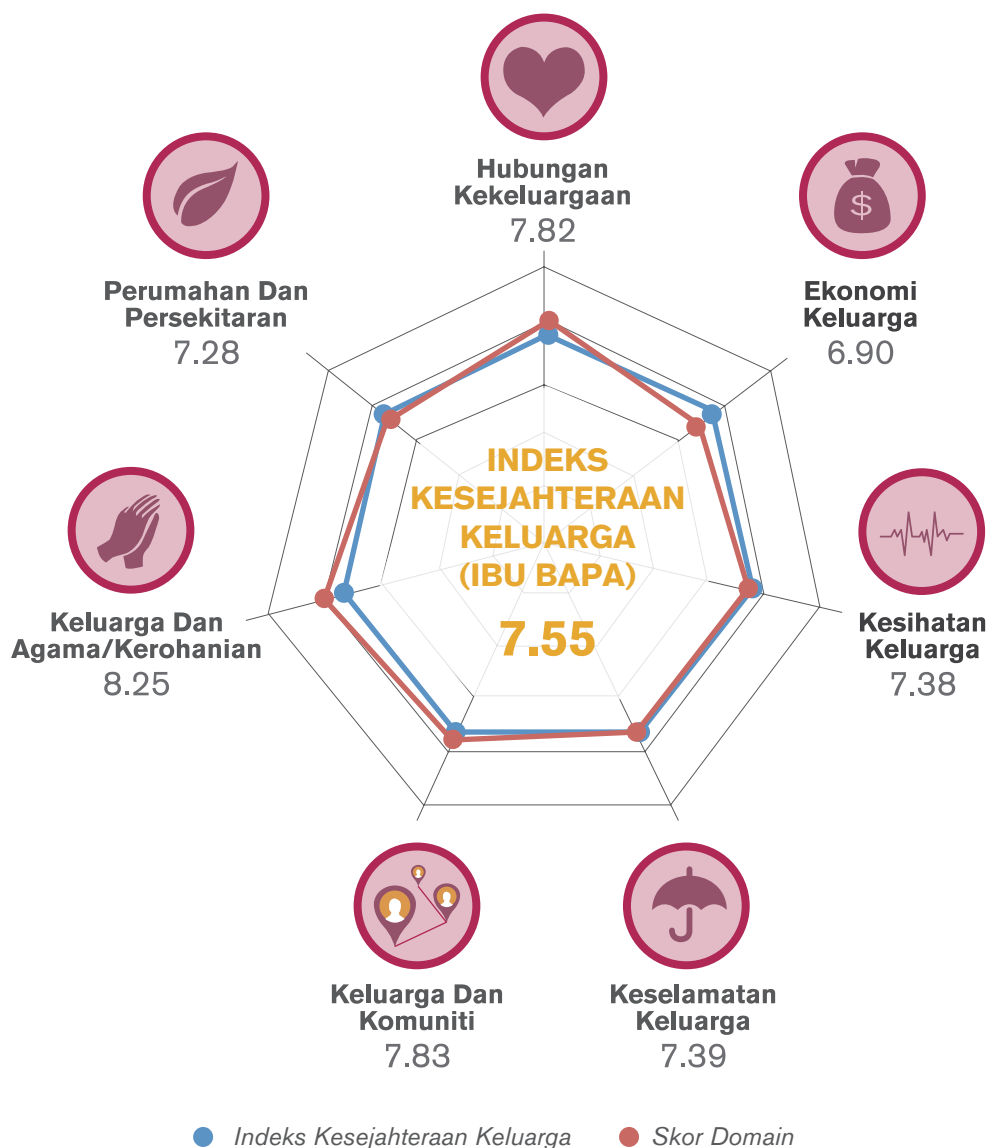 Hubungan
Kekeluargaan
7.82
Ekonomi
Keluarga
6.90
$
Perumahan Dan
Persekitaran
7.28
INDEKS
KESEJAHTERAAN
KELUARGA
(IBU BAPA)
7.55
Keluarga Dan
Agama/Kerohanian
8.25
Kesihatan
Keluarga
7.38
Keluarga Dan
Komuniti
7.83
Keselamatan
Keluarga
7.39
Indeks Kesejahteraan Keluarga
Skor Domain